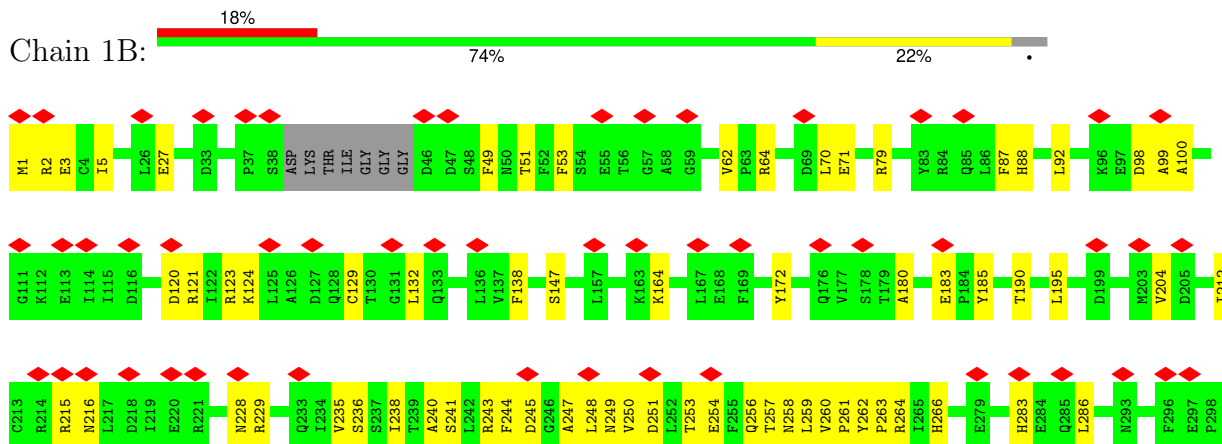 18%
Chain 1B:
74% 22% •
M1 R2 E3 C4 I5 L26 E27 D33 P37 S38 ASP LYS THR ILE GLY GLY GLY D46 D47 S48 F49 N50 T51 F52 F53 S54 E55 T56 G57 A58 G59 V62 P63 R64 D69 L70 E71 R79 Y83 R84 Q85 L86 F87 H88 L92 K96 E97 D98 A99 A100
G111 K112 E113 I114 I115 D116 D120 R121 I122 R123 K124 L125 A126 D127 Q128 C129 T130 G131 L132 Q133 L136 V137 F138 S147 L157 K163 K164 L167 E168 F169 Y172 Q176 V177 S178 T179 A180 E183 P184 Y185 T190 L195 D199 M203 V204 D205
C213 R214 R215 N216 L217 D218 I219 E220 R221 N228 R229 Q233 I234 V235 S236 S237 I238 T239 A240 S241 L242 R243 F244 D245 G246 A247 L248 N249 V250 D251 L252 T253 E254 F255 Q256 T257 N258 L259 V260 P261 Y262 P263 R264 I265 H266 E279 H283 E284 Q285 L286 N293 F296 E297 P298